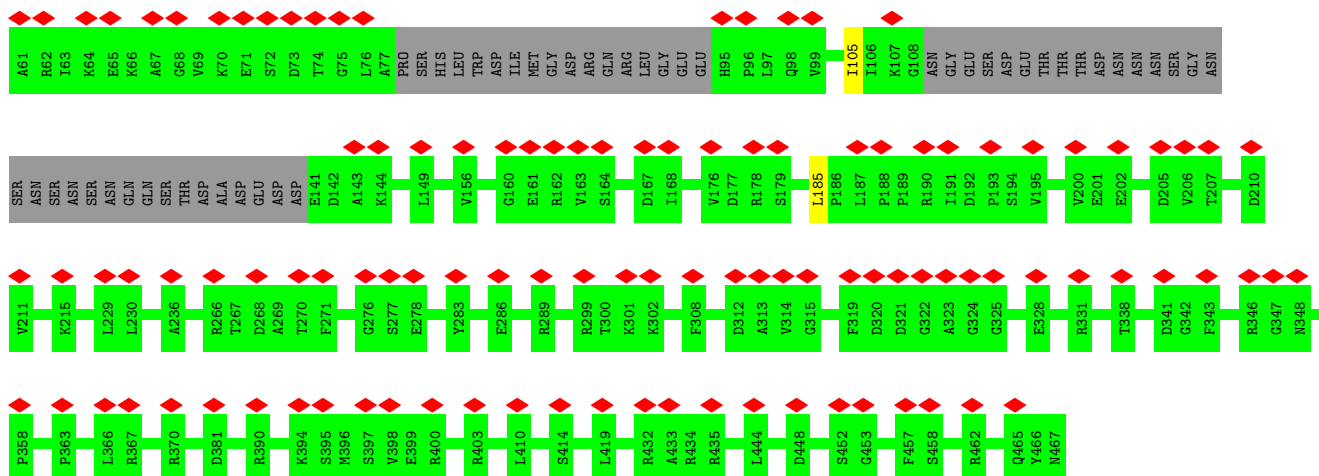 A61 R62 I63 K64 E65 K66 A67 G68 V69 K70 E71 S72 D73 T74 G75 L76 A77 PRO SER HIS LEU TRP ASP ILE MET GLY ASP ARG GLN ARG LEU GLY GLU GLU H95 P96 L97 Q98 V99 I105 I106 K107 G108 ASN GLY GLU SER ASP GLU THR THR THR ASP ASN ASN ASN SER GLY ASN
SER ASN SER ASN SER ASN GLN GLN SER THR ASP ALA ASP GLU ASP ASP E141 D142 A143 K144 L149 V156 G160 E161 R162 V163 S164 D167 I168 V176 D177 R178 S179 L185 P186 L187 P188 P189 R190 I191 D192 P193 S194 V195 V200 E201 E202 D205 V206 T207 D210
V211 K215 L229 L230 A236 R266 T267 D268 A269 T270 F271 G276 S277 E278 Y283 E286 R289 R299 T300 K301 K302 F308 D312 A313 V314 G315 F319 D320 D321 G322 A323 G324 G325 E328 R331 T338 D341 G342 F343 R346 G347 N348
P358 P363 L366 R367 R370 D381 R390 K394 S395 M396 S397 V398 E399 R400 R403 L410 S414 L419 R432 A433 R434 R435 L444 D448 S452 G453 F457 S458 R462 Q465 Y466 N467